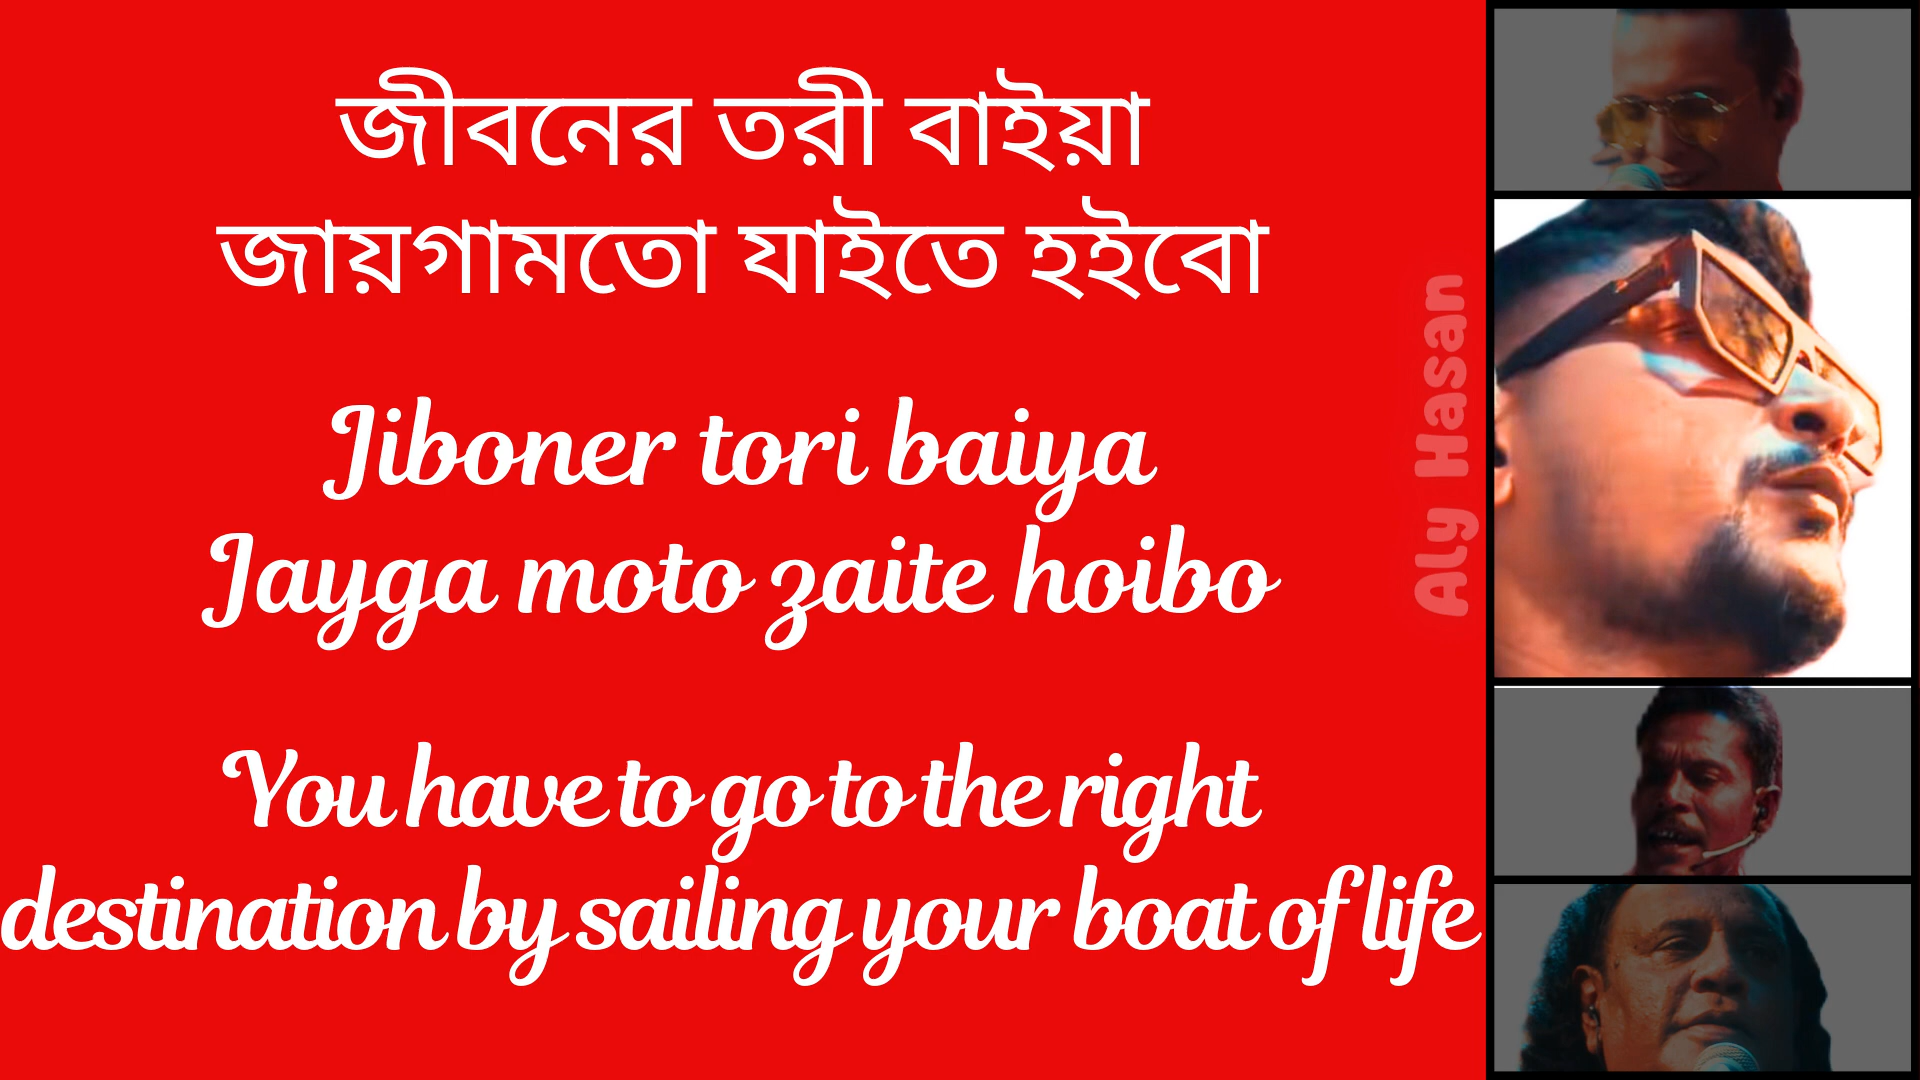 জীবনের তরী বাইয়া
জায়গামতো যাইতে হইবো
Jiboner tori baiya
Jayga moto zaite hoibo
You have to go to the right
destination by sailing your boat of life
Aly Hasan